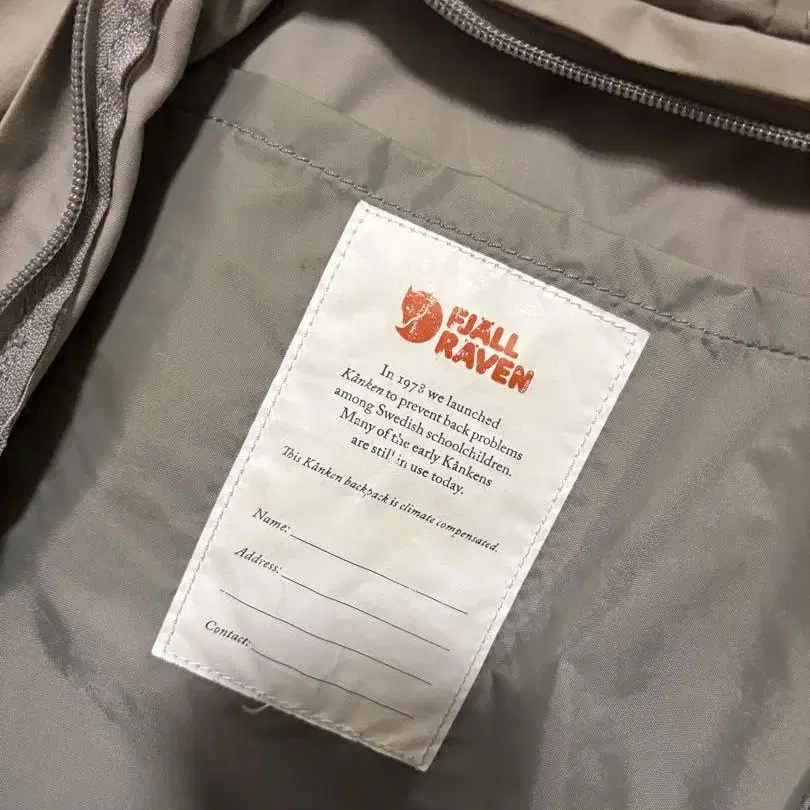 FJÄLL
RÄVEN
In 1978 we launched
Kånken to prevent back problems
among Swedish schoolchildren.
Many of the early Kånkens
are still in use today.
This Kånken backpack is climate compensated.
Name:
Address:
Contact: